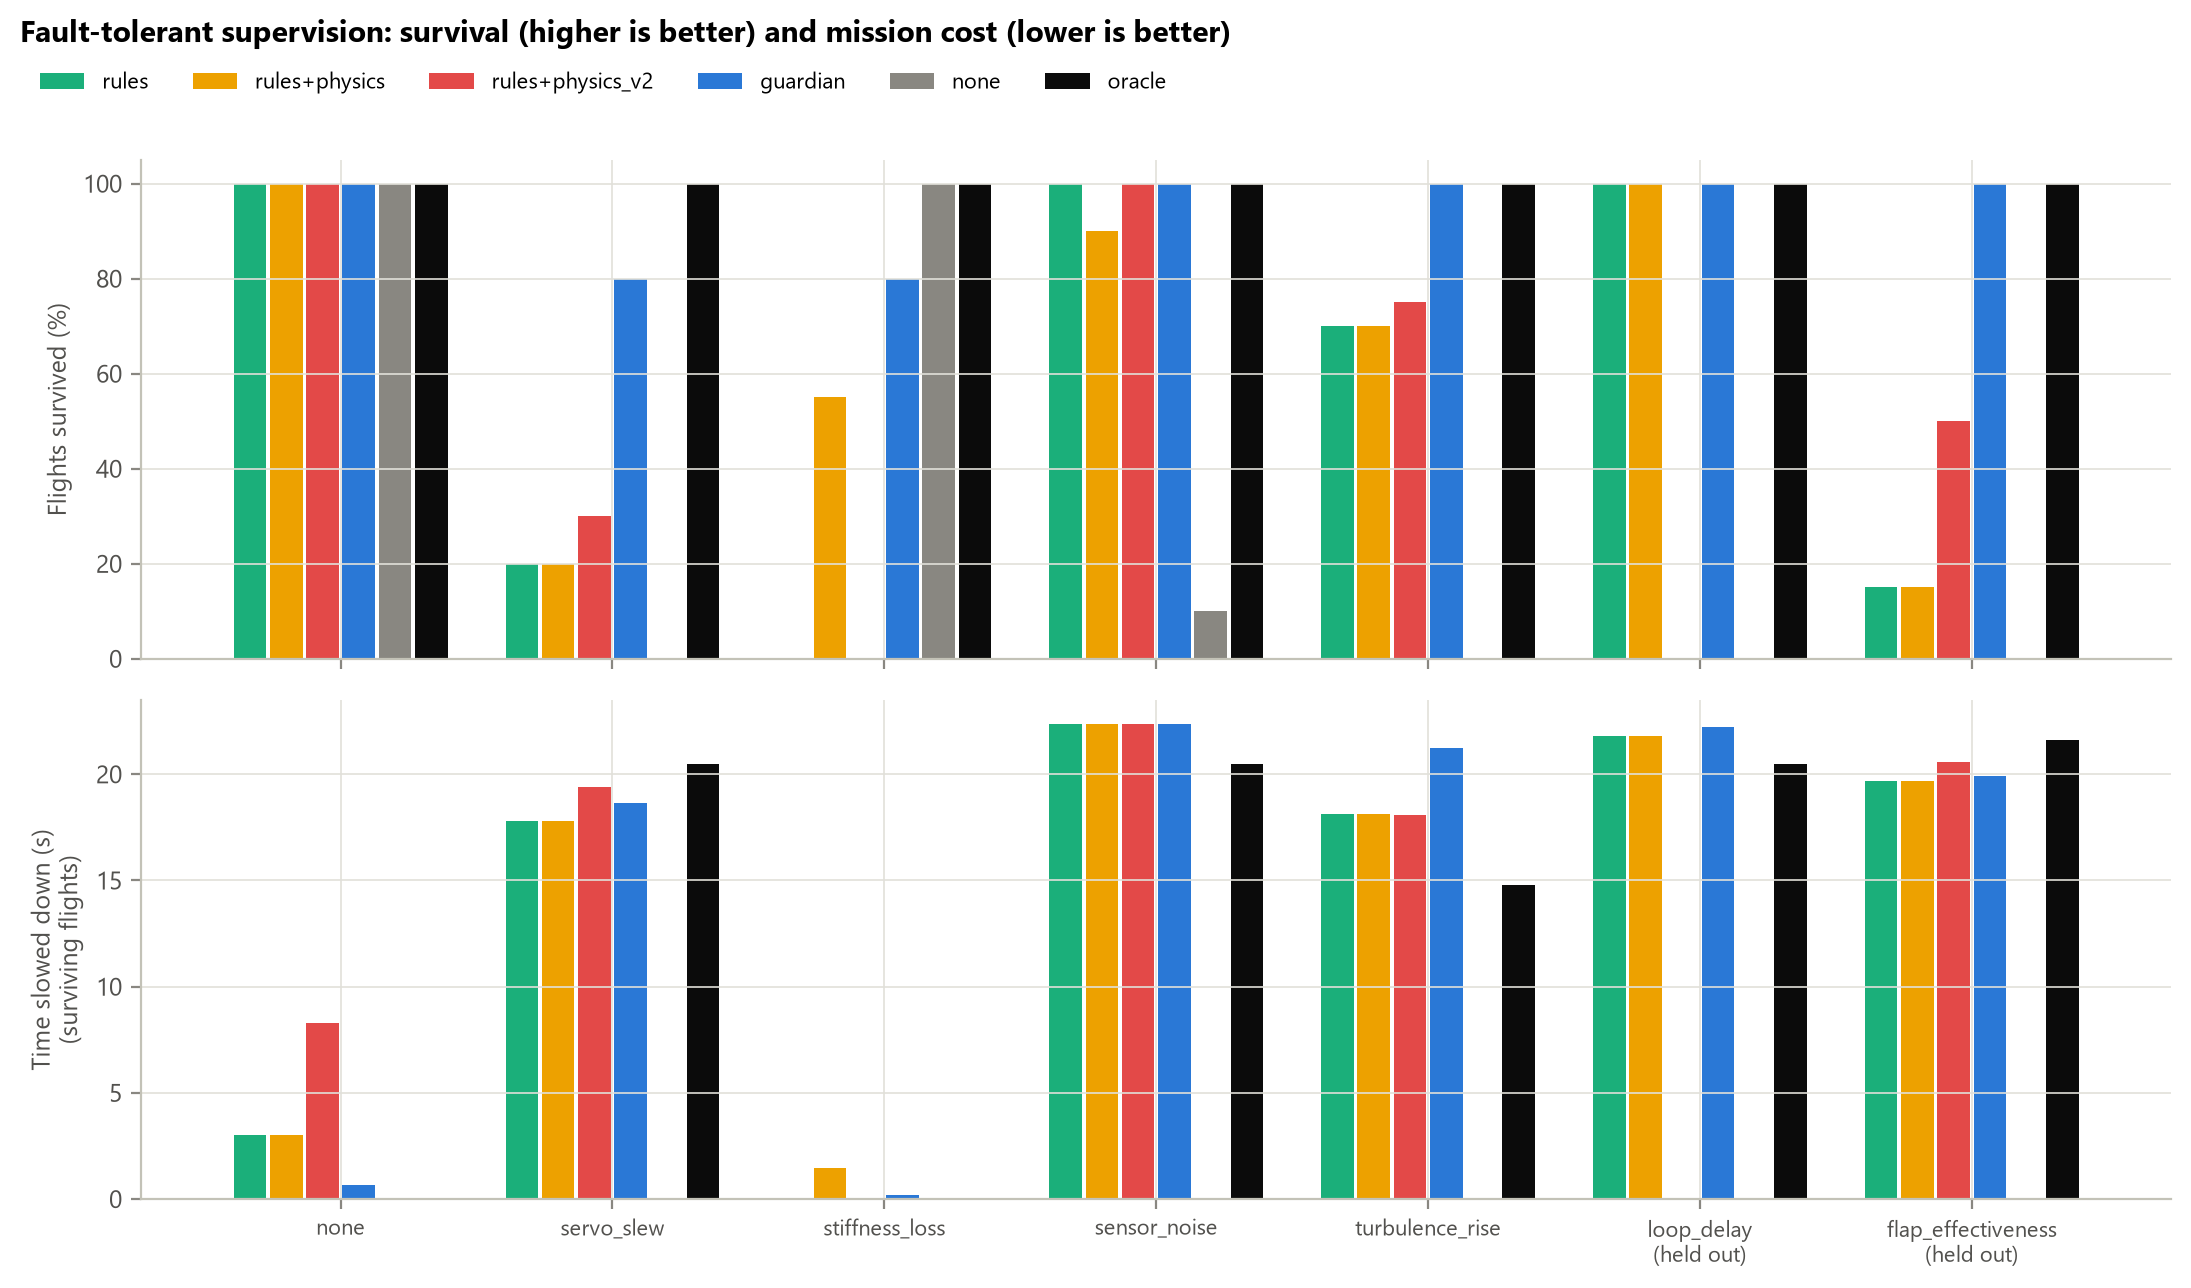 Fault-tolerant supervision: survival (higher is better) and mission cost (lower is better)
rules rules+physics rules+physics_v2 guardian none oracle
Flights survived (%)
100
80
60
40
20
0
Time slowed down (s)
(surviving flights)
20
15
10
5
0
none servo_slew stiffness_loss sensor_noise turbulence_rise loop_delay flap_effectiveness
(held out) (held out)